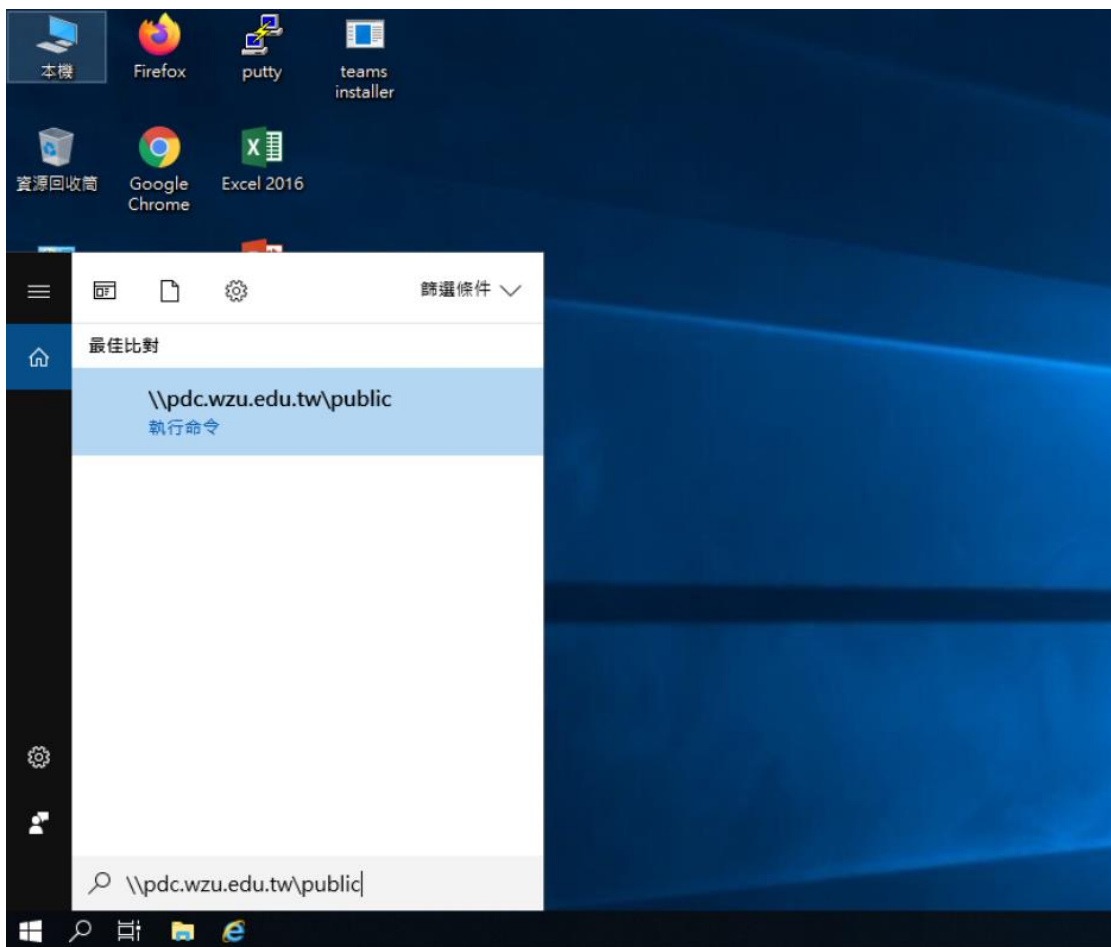 本機
Firefox
putty
teams
installer
資源回收筒
Google
Chrome
Excel 2016
篩選條件
最佳比對
\\pdc.wzu.edu.tw\public
執行命令
\\pdc.wzu.edu.tw\public